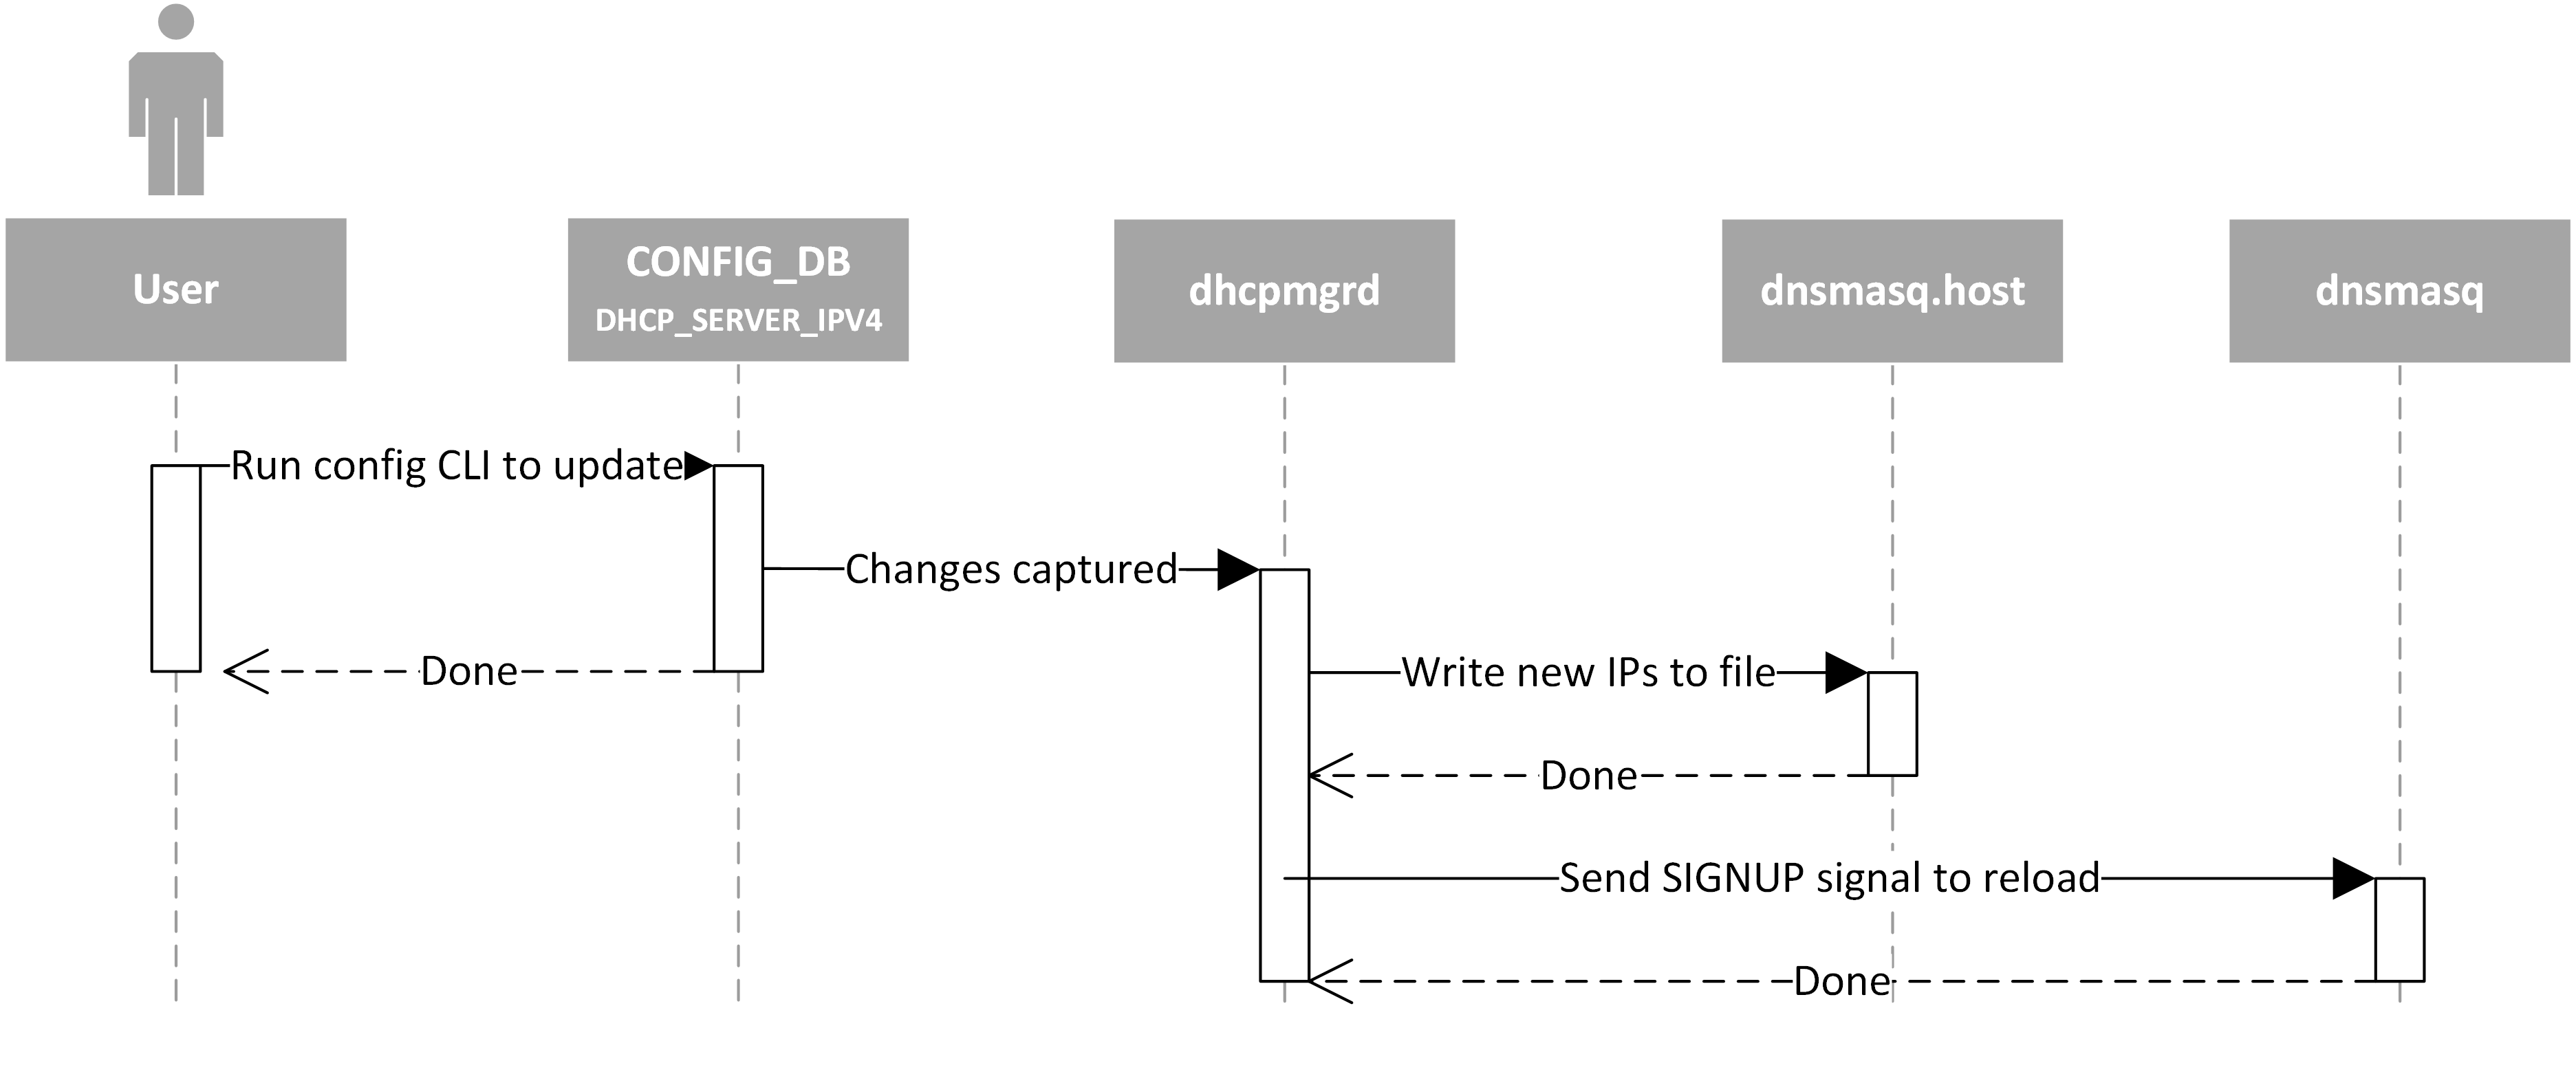 User
CONFIG_DB
DHCP_SERVER_IPV4
dhcpmgrd
dnsmasq.host
dnsmasq
Run config CLI to update
Changes captured
Done
Write new IPs to file
Done
Send SIGNUP signal to reload
Done